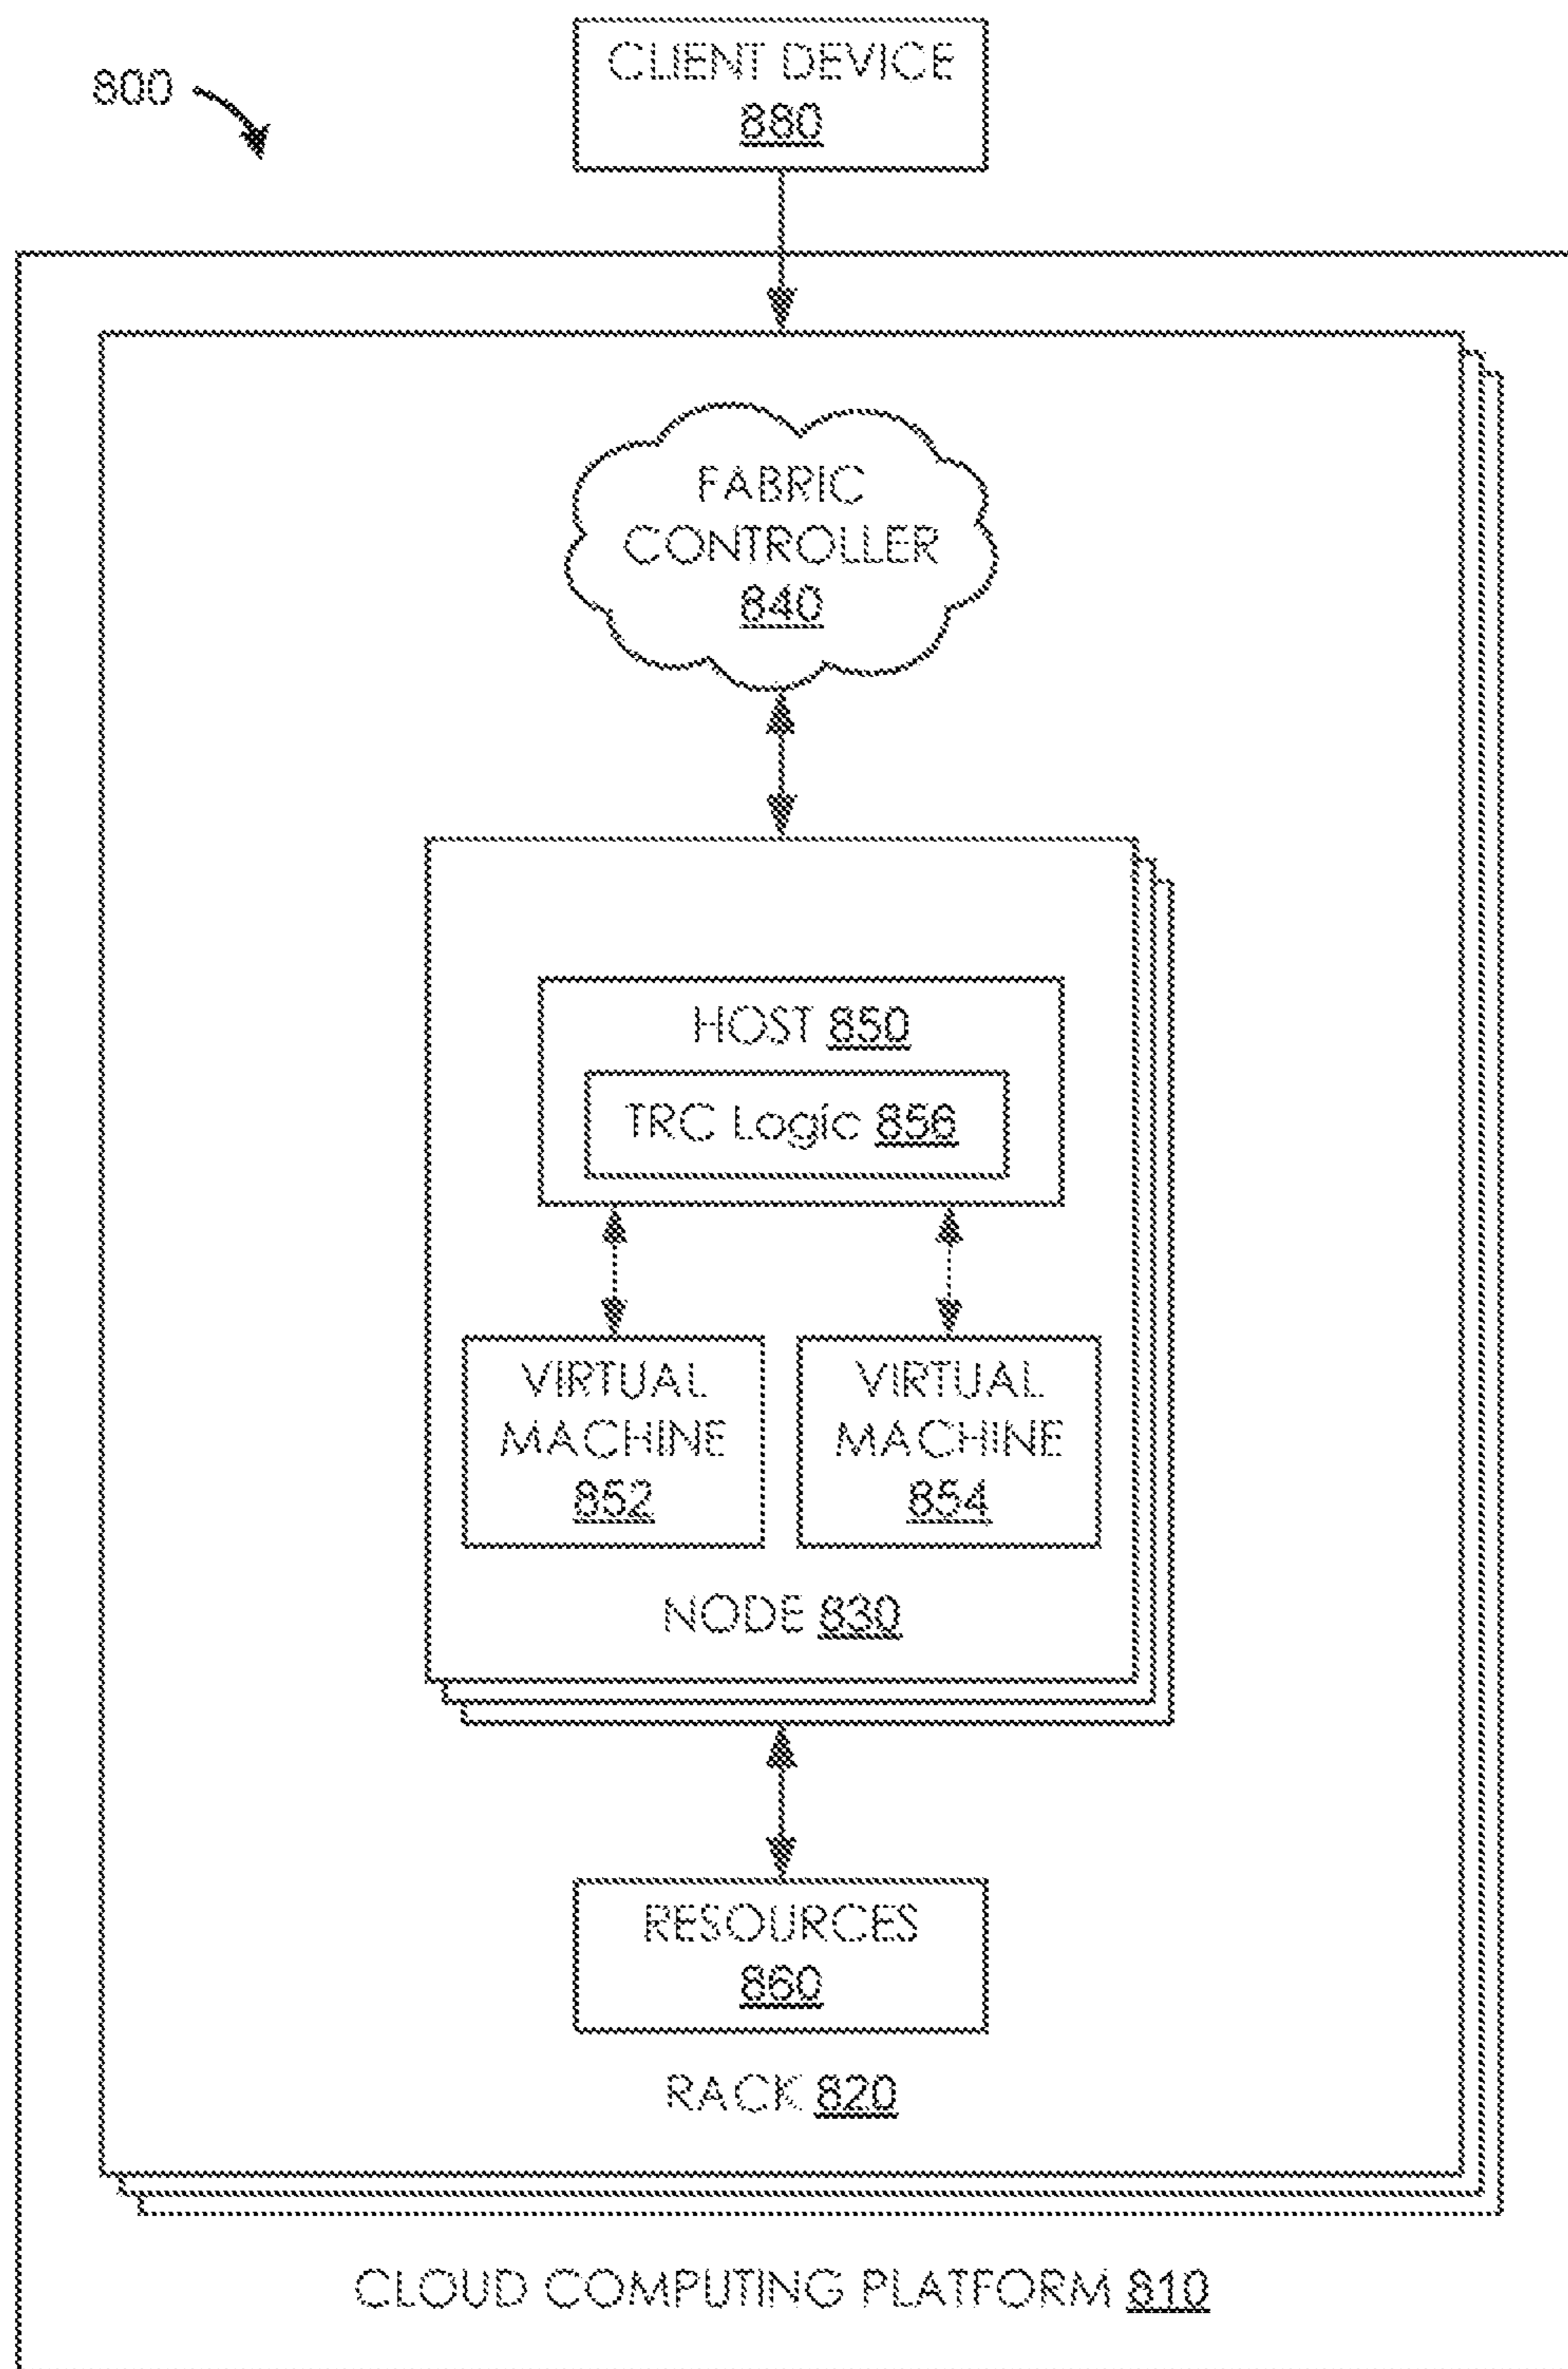 800
CLIENT DEVICE
880
FABRIC
CONTROLLER
840
HOST 850
TRC Logic 856
VIRTUAL
MACHINE
852
VIRTUAL
MACHINE
854
NODE 830
RESOURCES
860
RACK 820
CLOUD COMPUTING PLATFORM 810